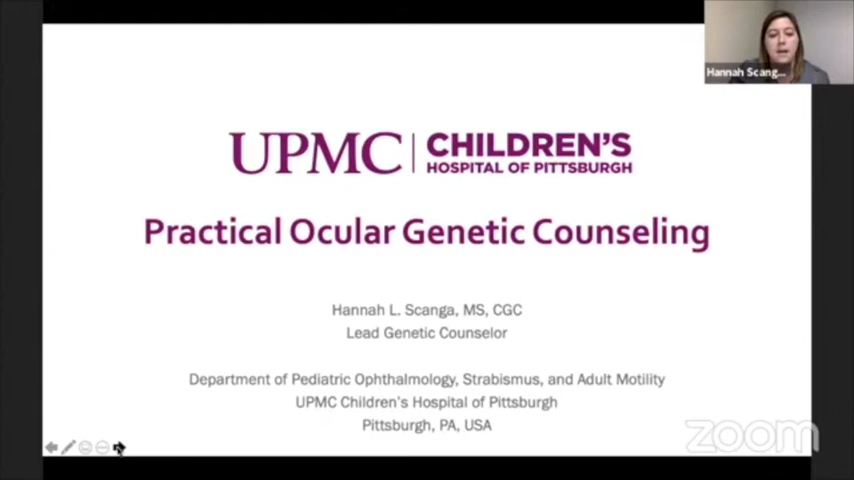 Hannah Scang...
UPMC | CHILDREN'S
HOSPITAL OF PITTSBURGH
Practical Ocular Genetic Counseling
Hannah L. Scanga, MS, CGC
Lead Genetic Counselor
Department of Pediatric Ophthalmology, Strabismus, and Adult Motility
UPMC Children's Hospital of Pittsburgh
Pittsburgh, PA, USA
zoom